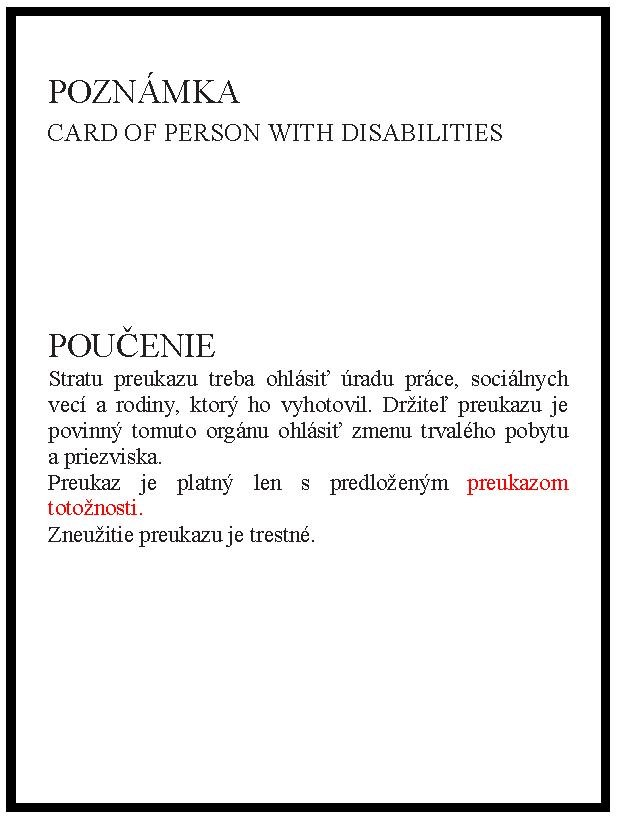 POZNÁMKA
CARD OF PERSON WITH DISABILITIES
POUČENIE
Stratu preukazu treba ohlásiť úradu práce, sociálnych
vecí a rodiny, ktorý ho vyhotovil. Držiteľ preukazu je
povinný tomuto orgánu ohlásiť zmenu trvalého pobytu
a priezviska.
Preukaz je platný len s predloženým preukazom
totožnosti.
Zneužitie preukazu je trestné.